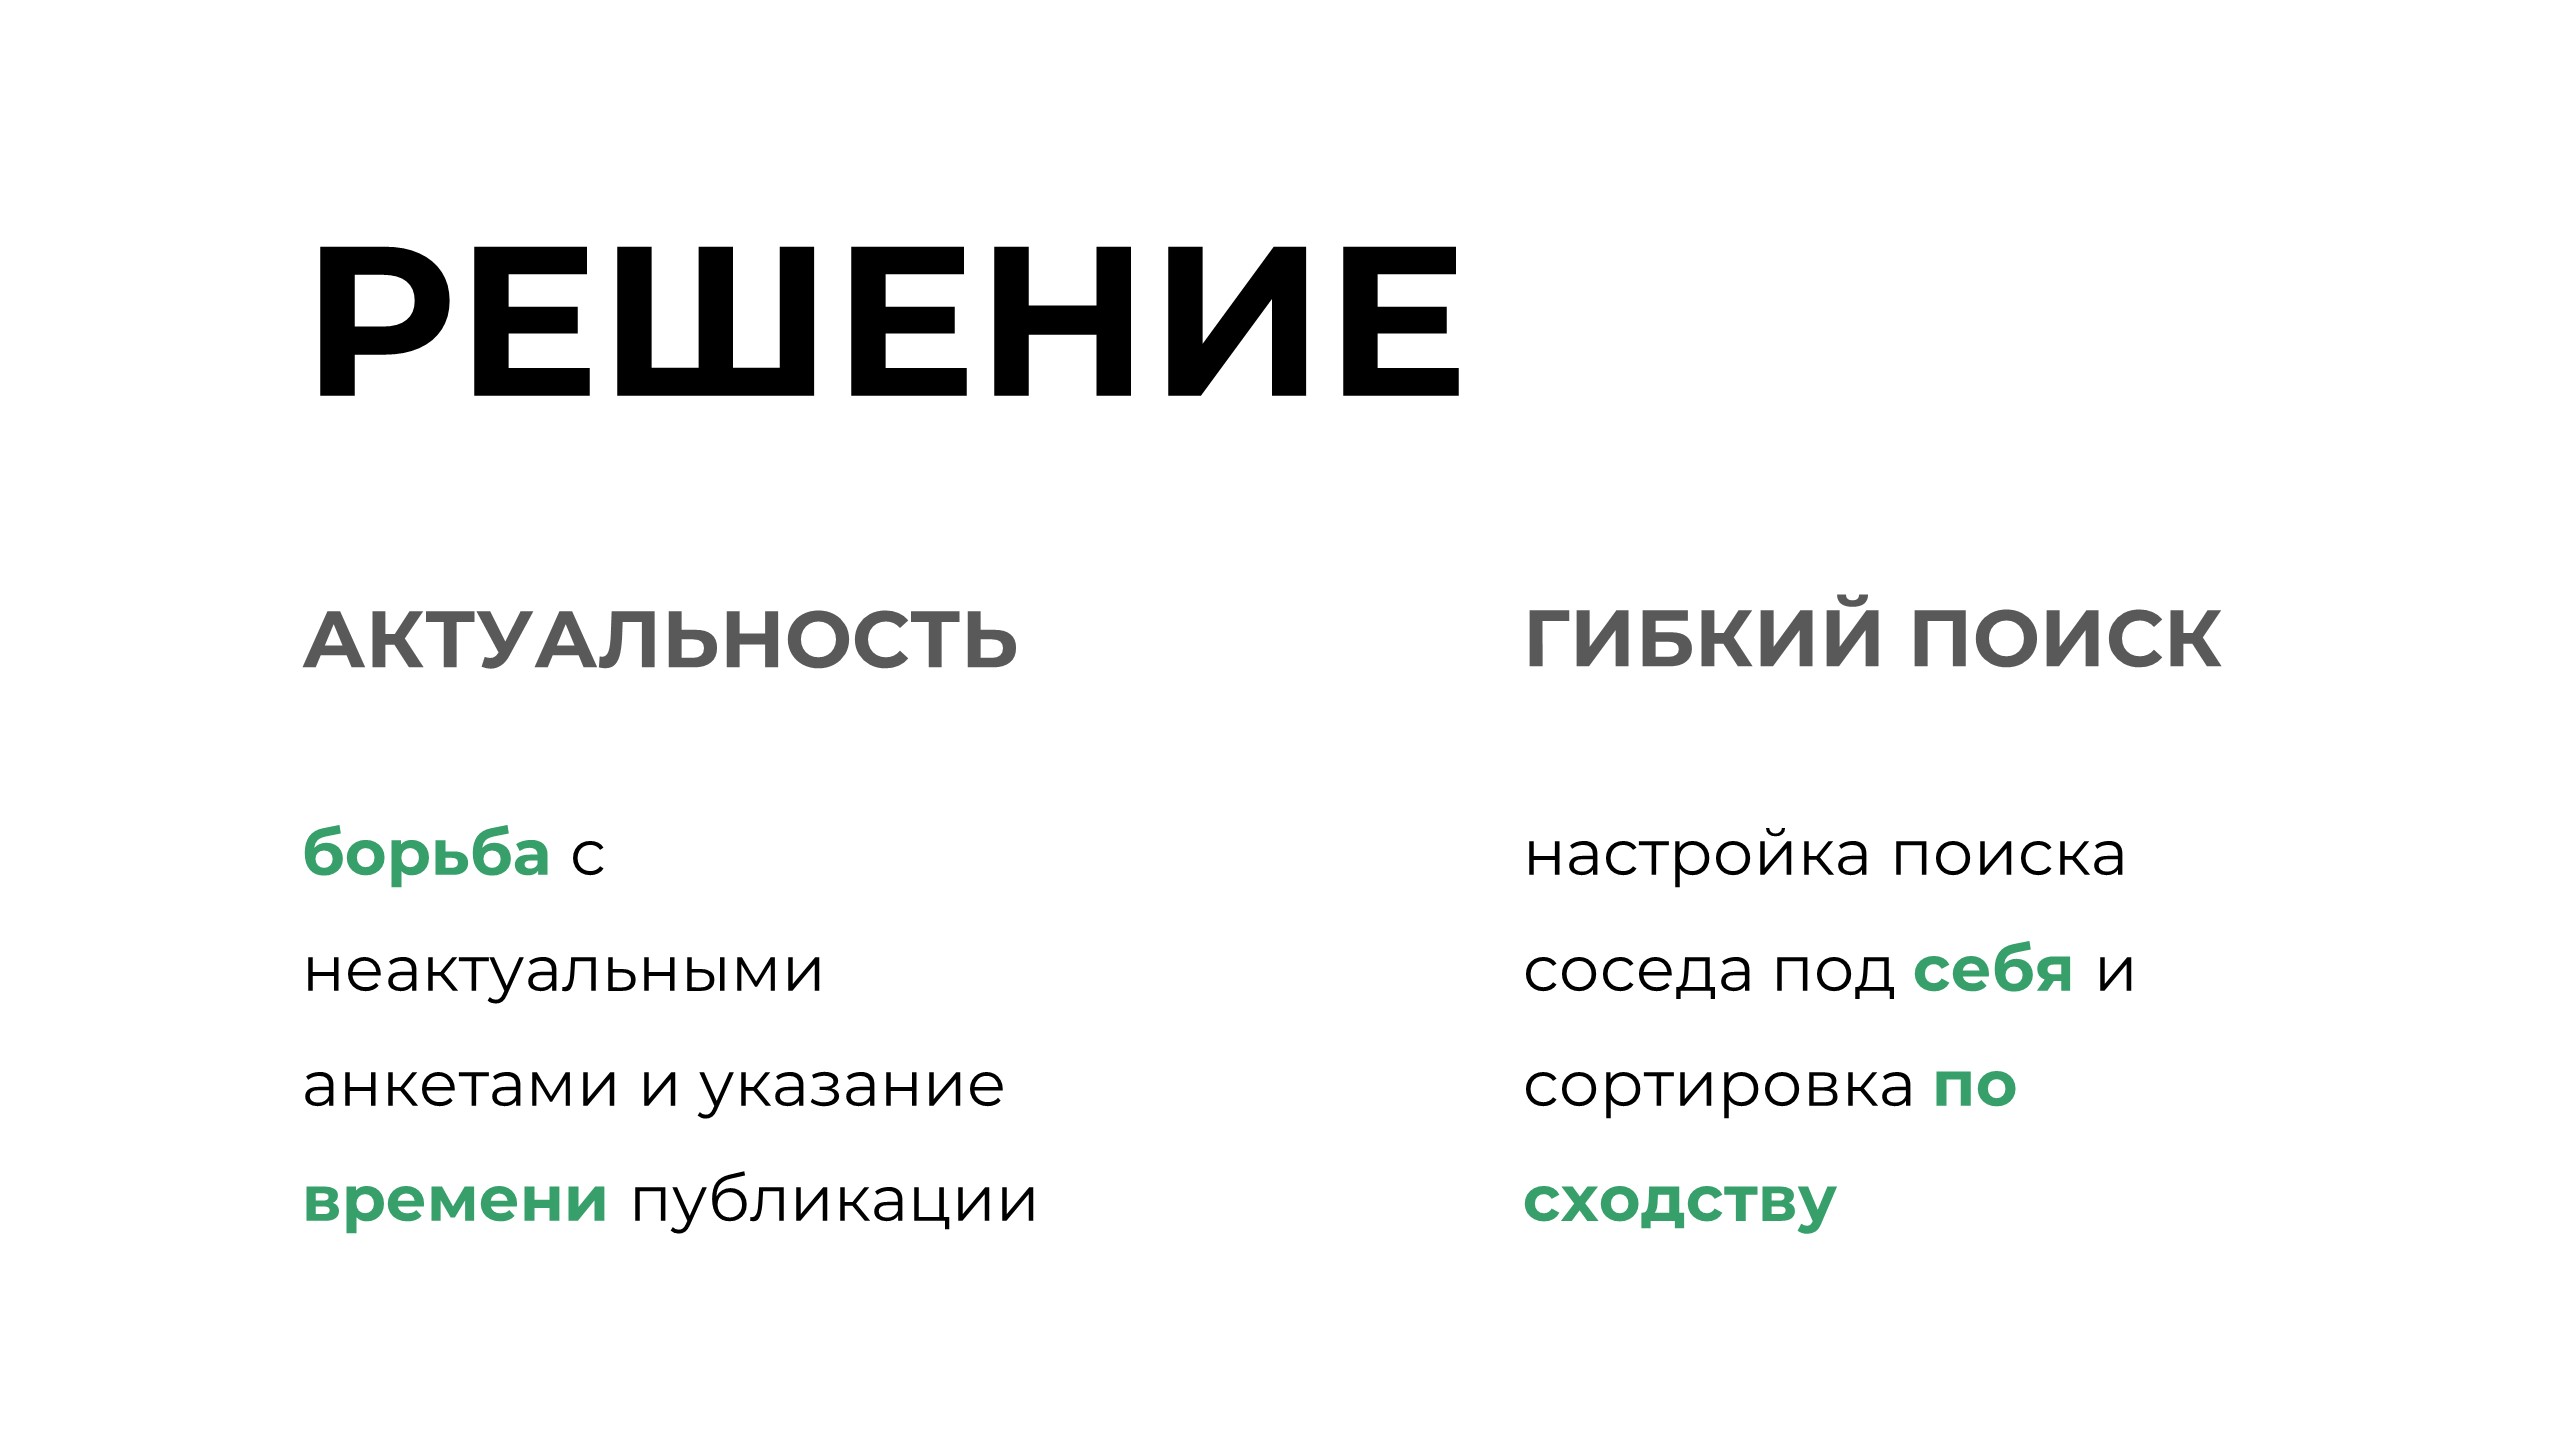 РЕШЕНИЕ
АКТУАЛЬНОСТЬ
борьба с
неактуальными
анкетами и указание
времени публикации
ГИБКИЙ ПОИСК
настройка поиска
соседа под себя и
сортировка по
сходству